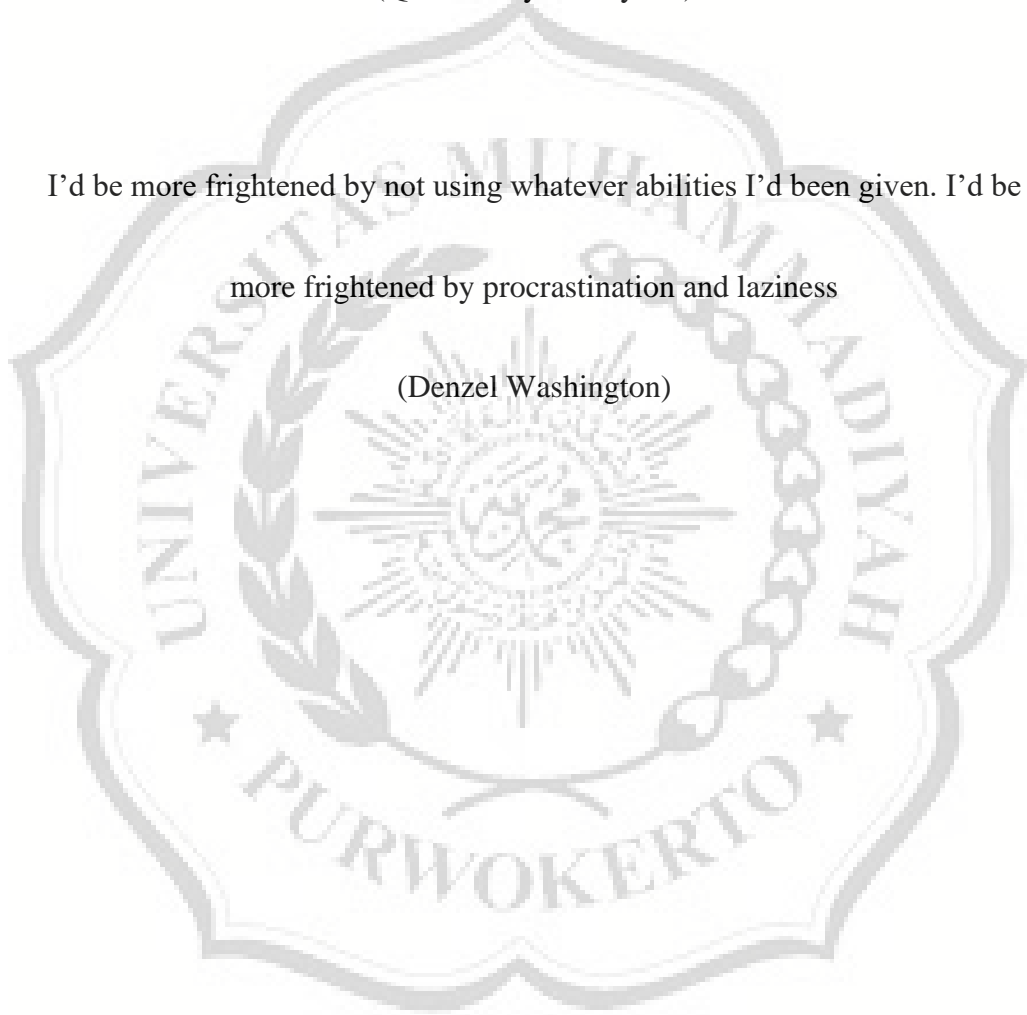 I’d be more frightened by not using whatever abilities I’d been given. I’d be
more frightened by procrastination and laziness
(Denzel Washington)
UNIVERSITAS MUHAMMADIYAH
PURWOKERTO